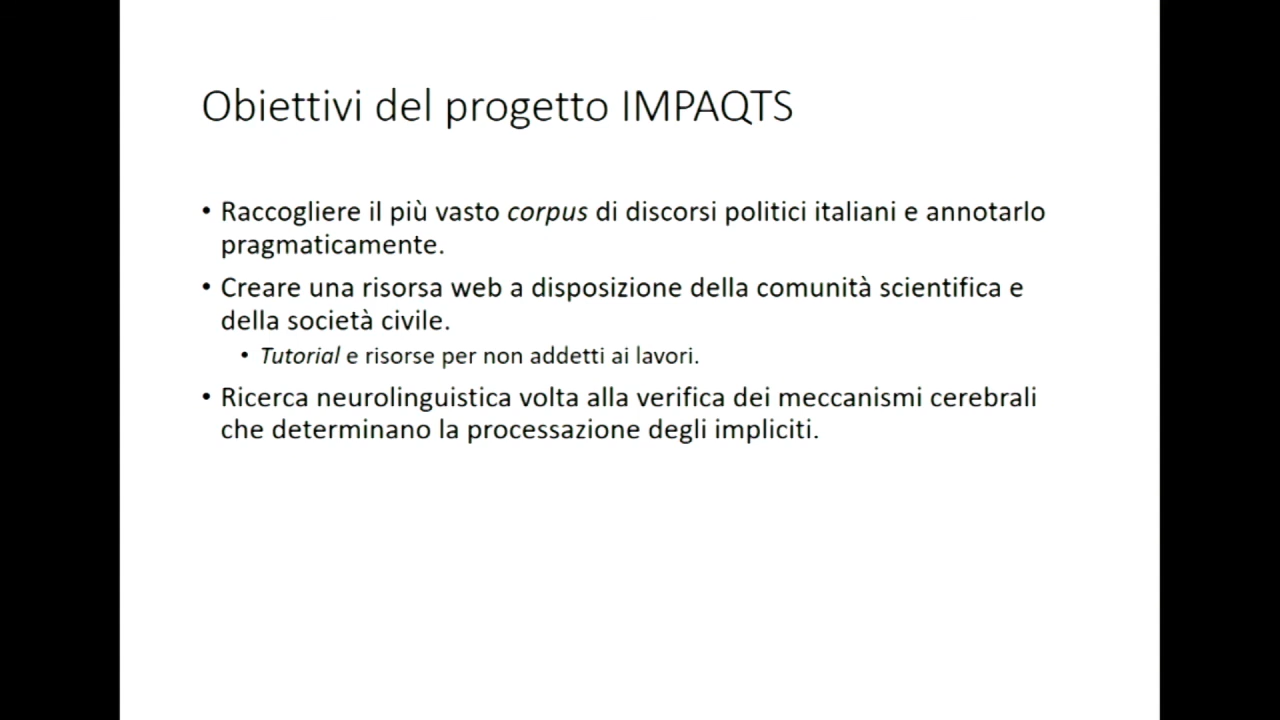 Obiettivi del progetto IMPAQTS
• Raccogliere il più vasto corpus di discorsi politici italiani e annotarlo
pragmaticamente.
• Creare una risorsa web a disposizione della comunità scientifica e
della società civile.
• Tutorial e risorse per non addetti ai lavori.
• Ricerca neurolinguistica volta alla verifica dei meccanismi cerebrali
che determinano la processazione degli impliciti.